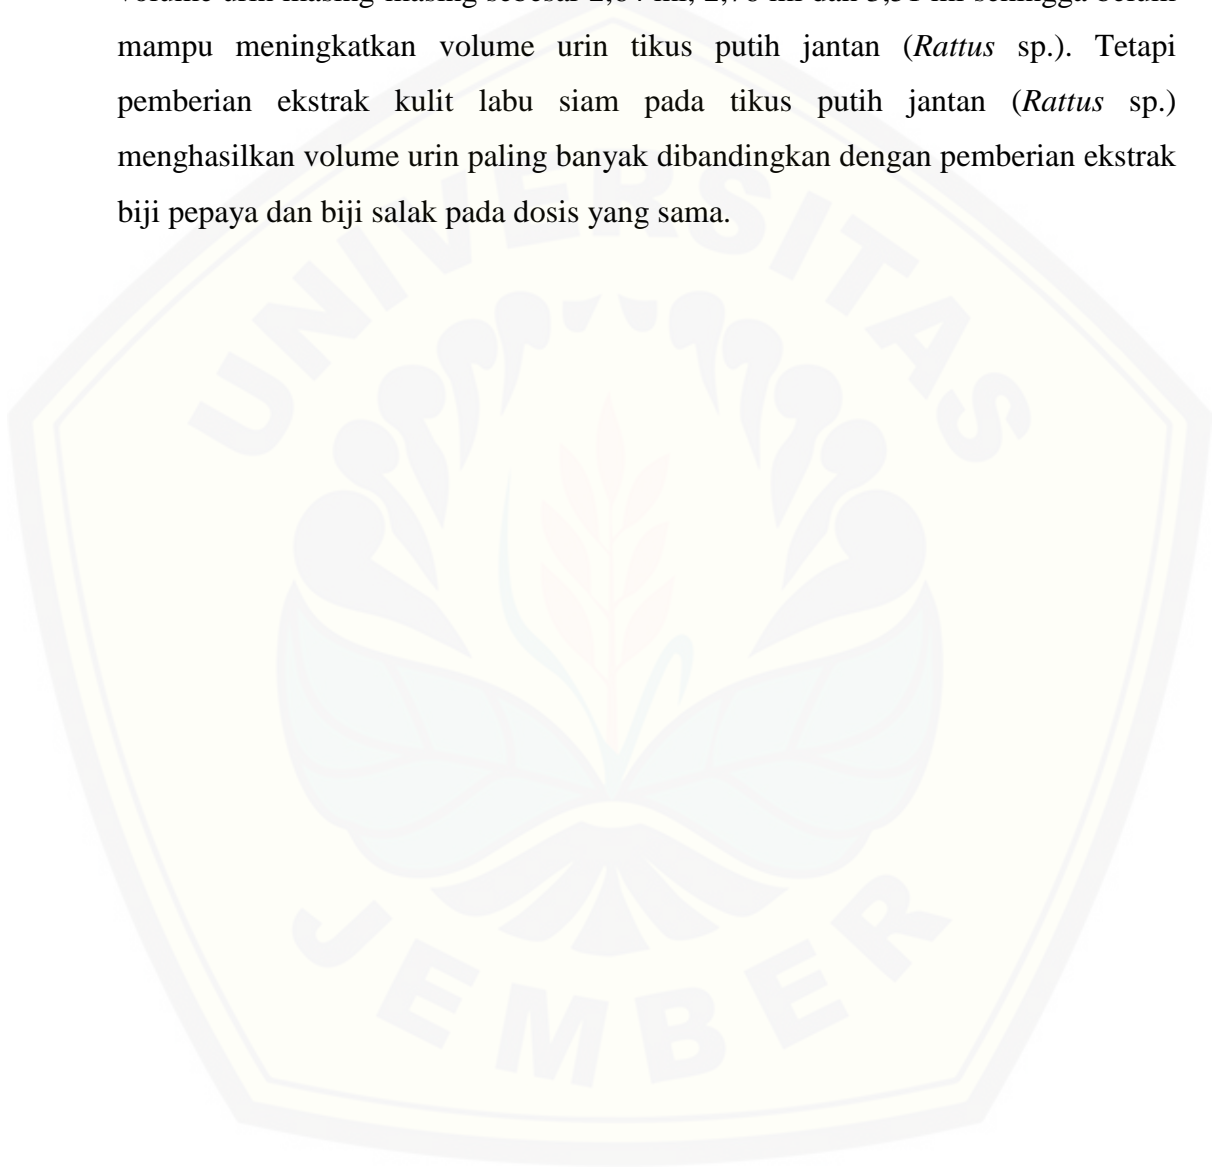 mampu meningkatkan volume urin tikus putih jantan (Rattus sp.). Tetapi
pemberian ekstrak kulit labu siam pada tikus putih jantan (Rattus sp.)
menghasilkan volume urin paling banyak dibandingkan dengan pemberian ekstrak
biji pepaya dan biji salak pada dosis yang sama.
UNIVERSITAS
JEMBER